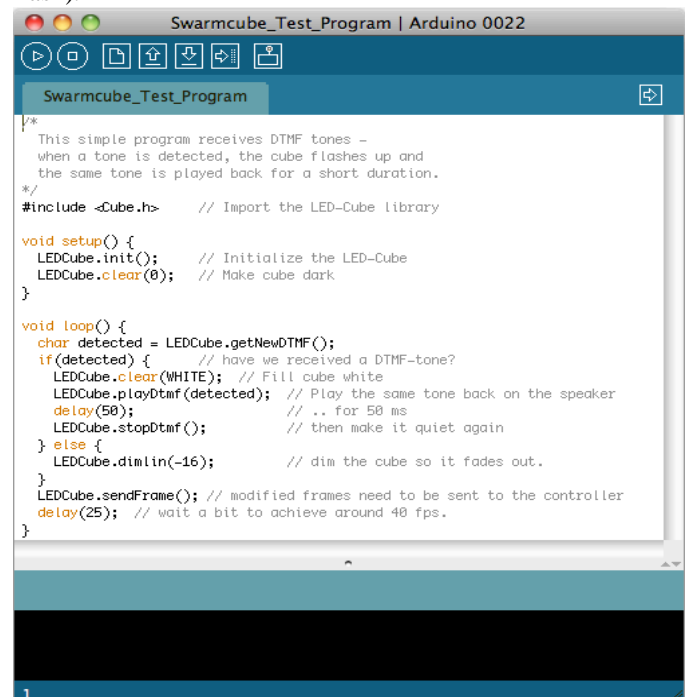 Swarmcube_Test_Program | Arduino 0022
Swarmcube_Test_Program
/*
  This simple program receives DTMF tones –
  when a tone is detected, the cube flashes up and
  the same tone is played back for a short duration.
*/
#include <Cube.h>     // Import the LED-Cube library

void setup() {
  LEDCube.init();     // Initialize the LED-Cube
  LEDCube.clear(0);   // Make cube dark
}

void loop() {
  char detected = LEDCube.getNewDTMF();
  if(detected) {      // have we received a DTMF-tone?
    LEDCube.clear(WHITE);  // Fill cube white
    LEDCube.playDtmf(detected);  // Play the same tone back on the speaker
    delay(50);                   // .. for 50 ms
    LEDCube.stopDtmf();          // then make it quiet again
  } else {
    LEDCube.dimlin(-16);         // dim the cube so it fades out.
  }
  LEDCube.sendFrame(); // modified frames need to be sent to the controller
  delay(25);  // wait a bit to achieve around 40 fps.
}
1